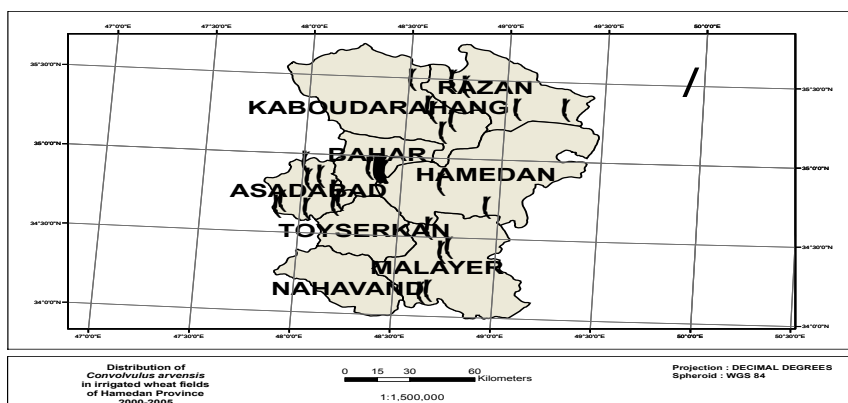 47°0'0"E 47°30'0"E 48°0'0"E 48°30'0"E 49°0'0"E 49°30'0"E 50°0'0"E
35°30'0"N 35°30'0"N
RAZAN
KABOUDARAHANG
35°0'0"N 35°0'0"N
BAHAR
HAMEDAN
ASADABAD
34°30'0"N 34°30'0"N
TOYSERKAN
MALAYER
NAHAVAND
34°0'0"N 34°0'0"N
47°0'0"E 47°30'0"E 48°0'0"E 48°30'0"E 49°0'0"E 49°30'0"E 50°0'0"E
Distribution of
Convolvulus arvensis
in irrigated wheat fields
of Hamedan Province
2000-2005
0 15 30 60
Kilometers
1:1,500,000
Projection : DECIMAL DEGREES
Spheroid : WGS 84